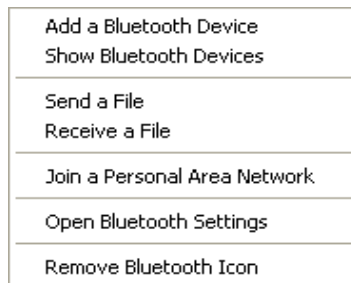 Add a Bluetooth Device
Show Bluetooth Devices
Send a File
Receive a File
Join a Personal Area Network
Open Bluetooth Settings
Remove Bluetooth Icon